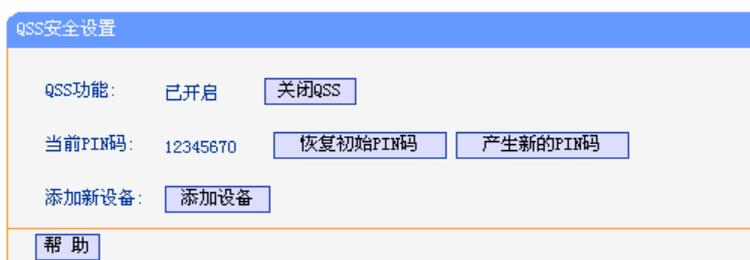 QSS安全设置
QSS功能: 已开启 关闭QSS
当前PIN码: 12345670 恢复初始PIN码 产生新的PIN码
添加新设备: 添加设备
帮 助